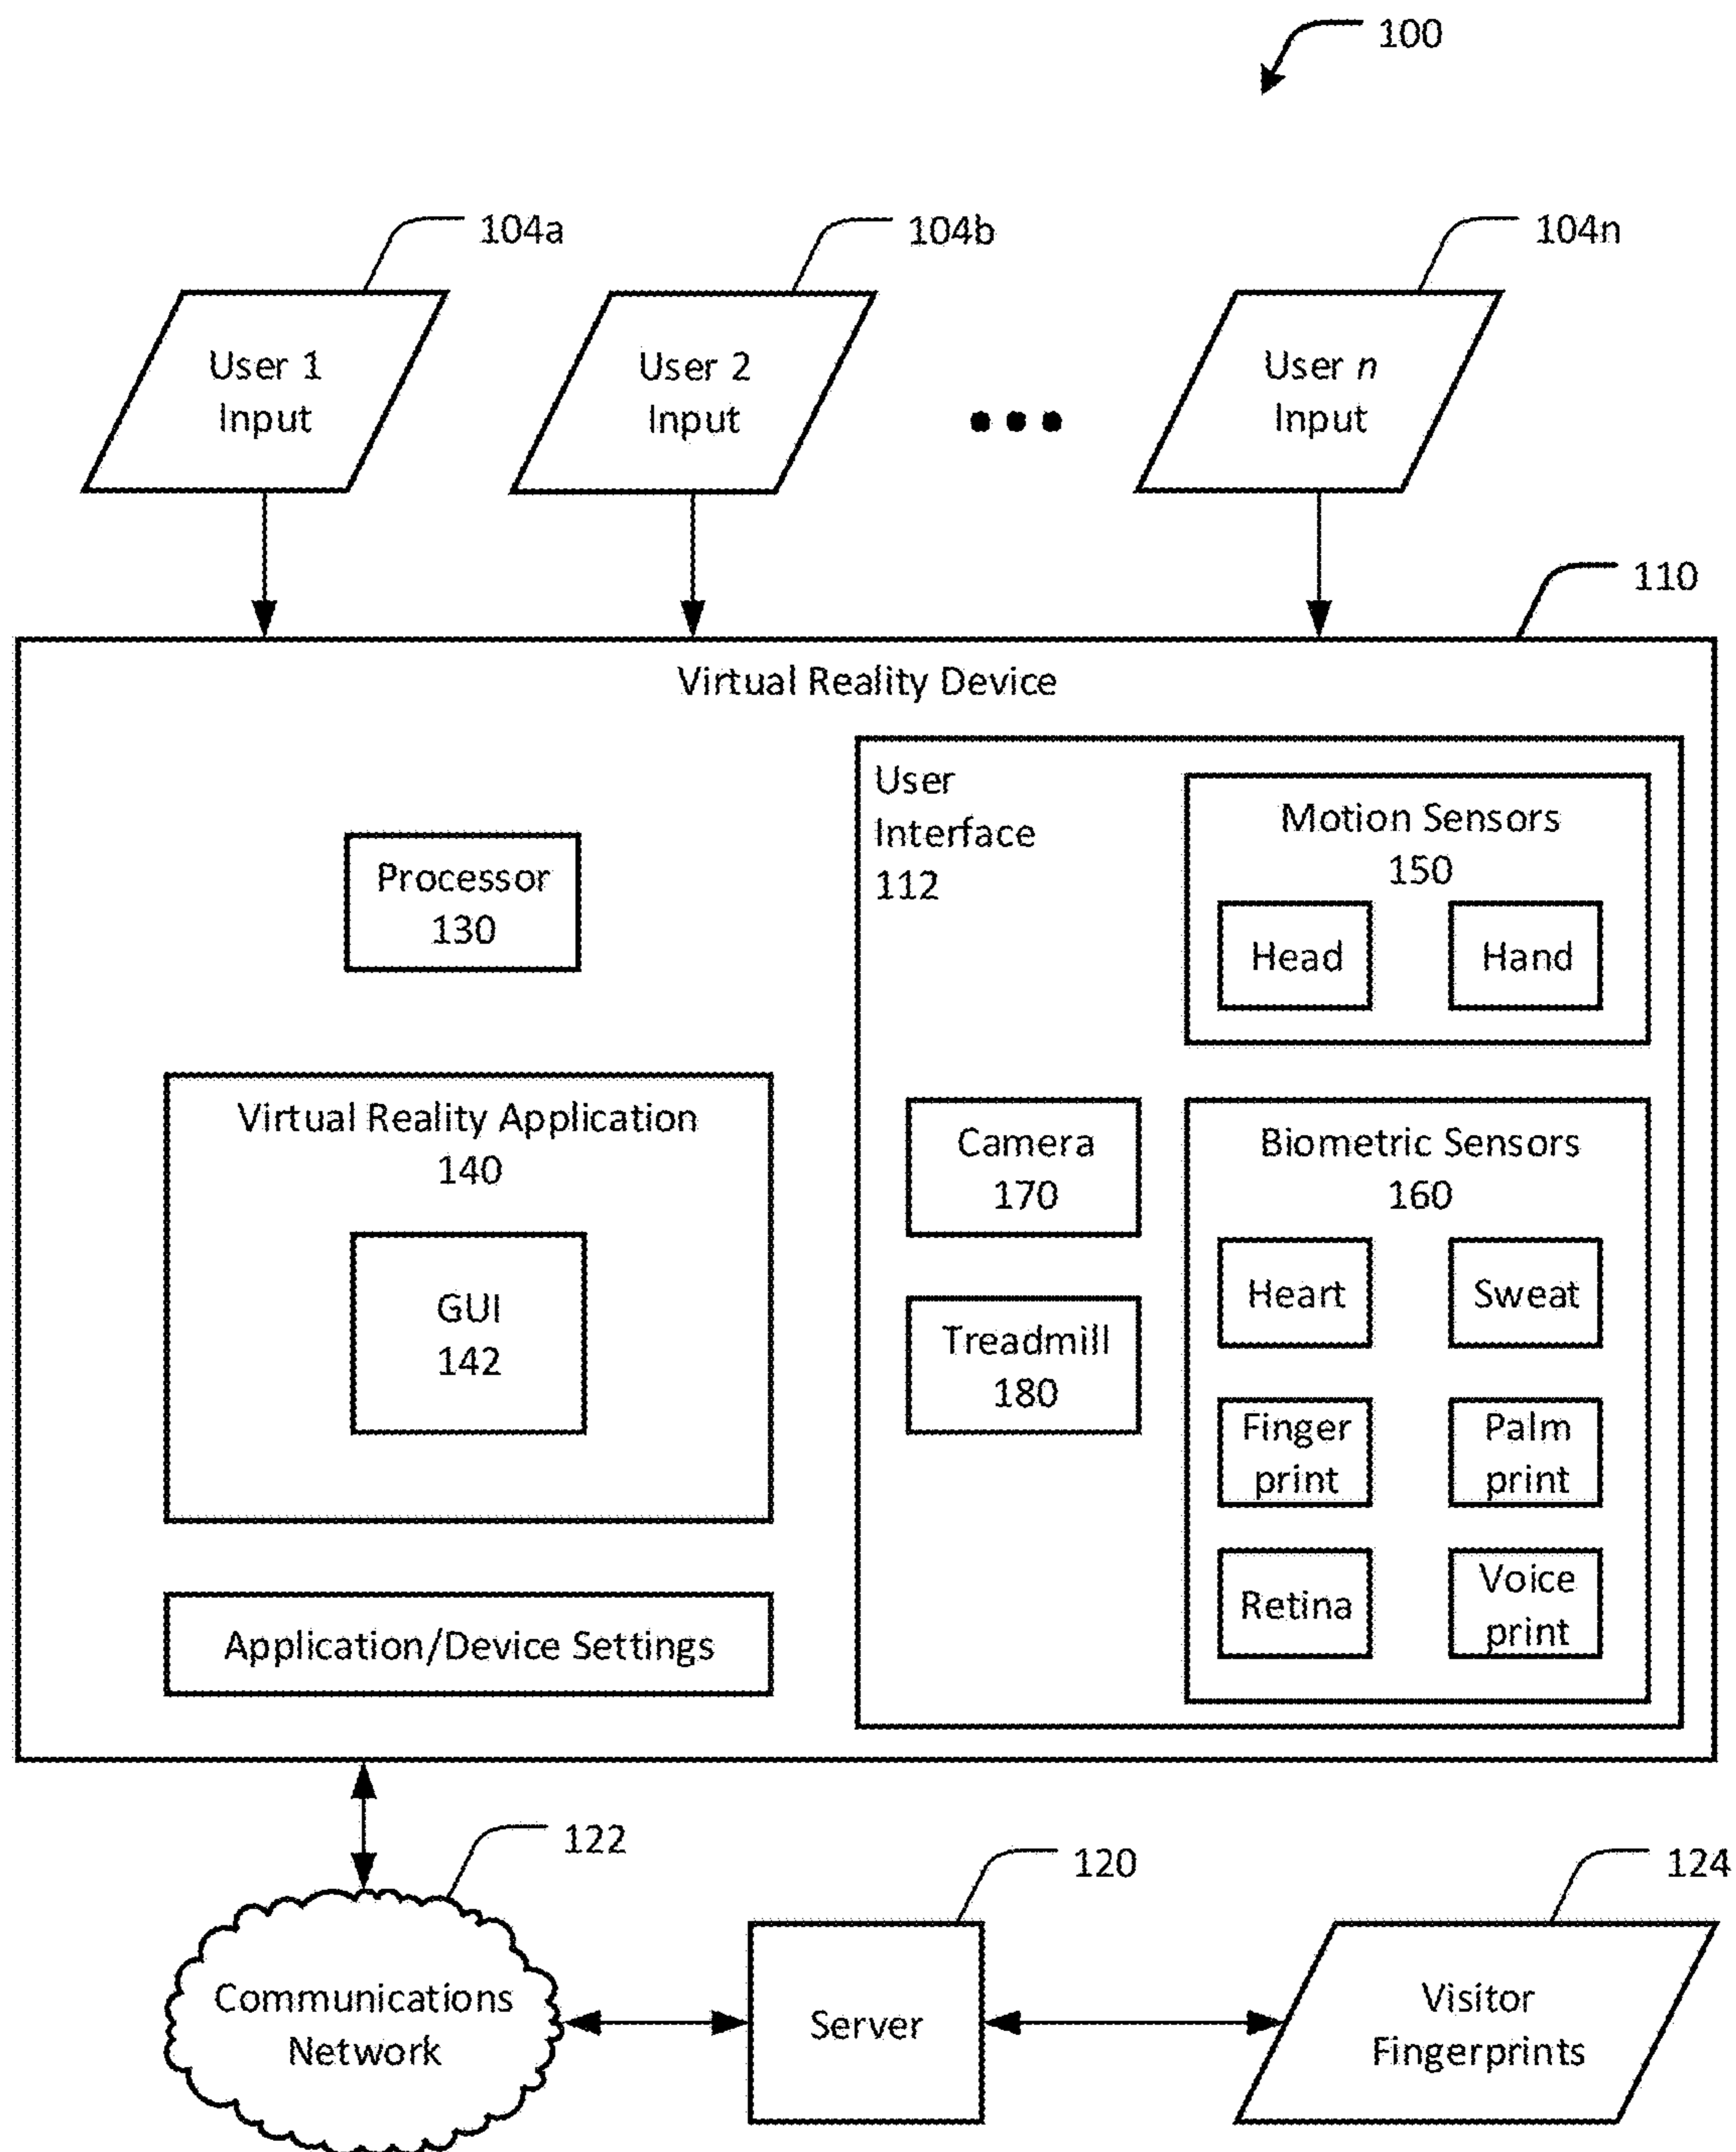 100
104a
104b
104n
User 1
Input
User 2
Input
User n
Input
110
Virtual Reality Device
Processor
130
Virtual Reality Application
140
GUI
142
Application/Device Settings
User
Interface
112
Motion Sensors
150
Head
Hand
Camera
170
Treadmill
180
Biometric Sensors
160
Heart
Sweat
Finger
print
Palm
print
Retina
Voice
print
122
120
124
Communications
Network
Server
Visitor
Fingerprints